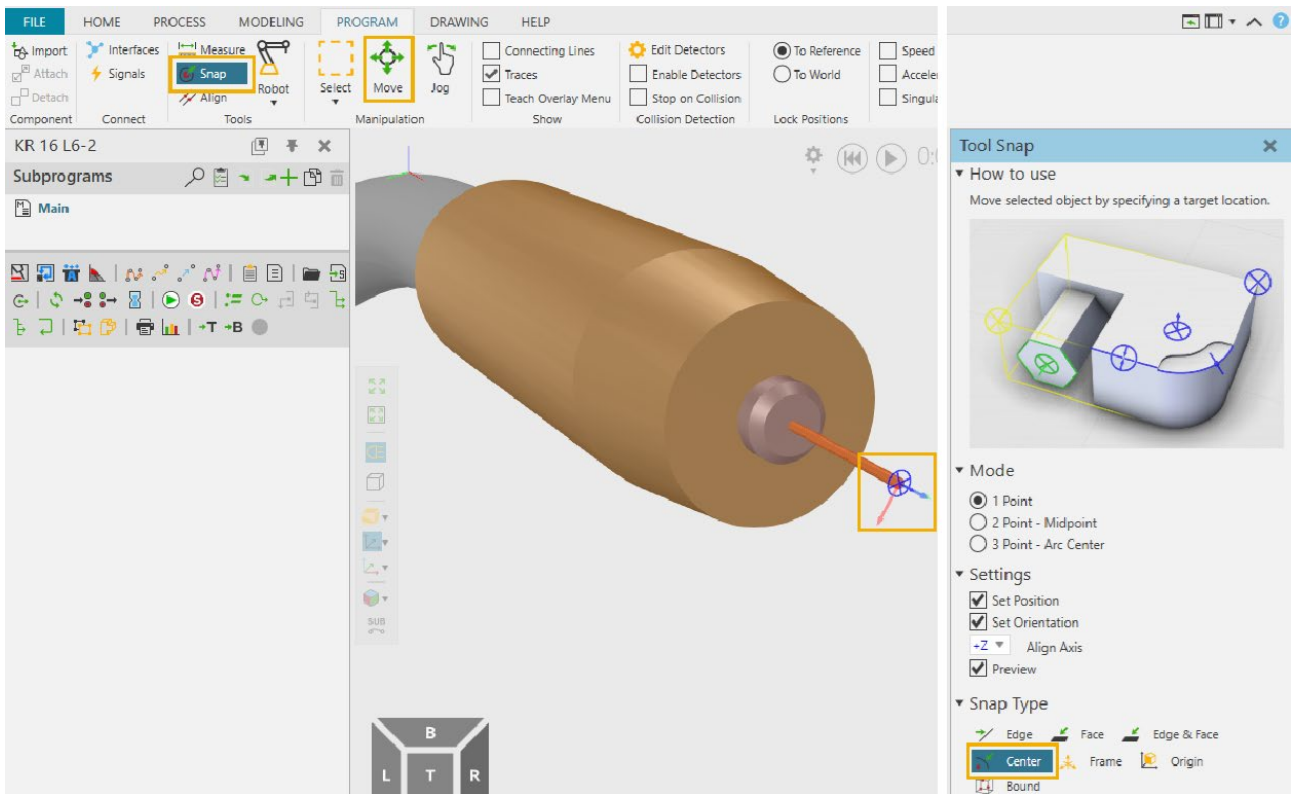 FILE HOME PROCESS MODELING PROGRAM DRAWING HELP
Import Interfaces Measure Connecting Lines Edit Detectors To Reference Speed
Attach Signals Snap Traces Enable Detectors To World
Detach Align Robot Select Move Jog Teach Overlay Menu Stop on Collision
Component Connect Tools Manipulation Show Collision Detection Lock Positions
KR 16 L6-2
Subprograms
Main
T B
SUB
B
L T R
Tool Snap
How to use
Move selected object by specifying a target location.
Mode
1 Point
2 Point - Midpoint
3 Point - Arc Center
Settings
Set Position
Set Orientation
+Z Align Axis
Preview
Snap Type
Edge Face Edge & Face
Center Frame Origin
Bound